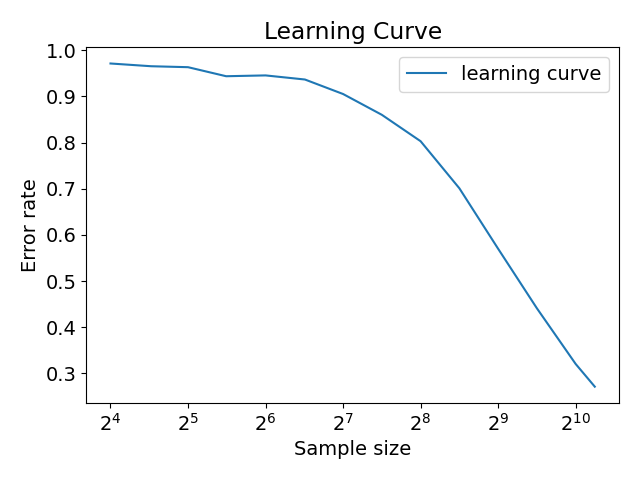 Learning Curve
learning curve
Error rate
1.0
0.9
0.8
0.7
0.6
0.5
0.4
0.3
2⁴ 2⁵ 2⁶ 2⁷ 2⁸ 2⁹ 2¹⁰
Sample size